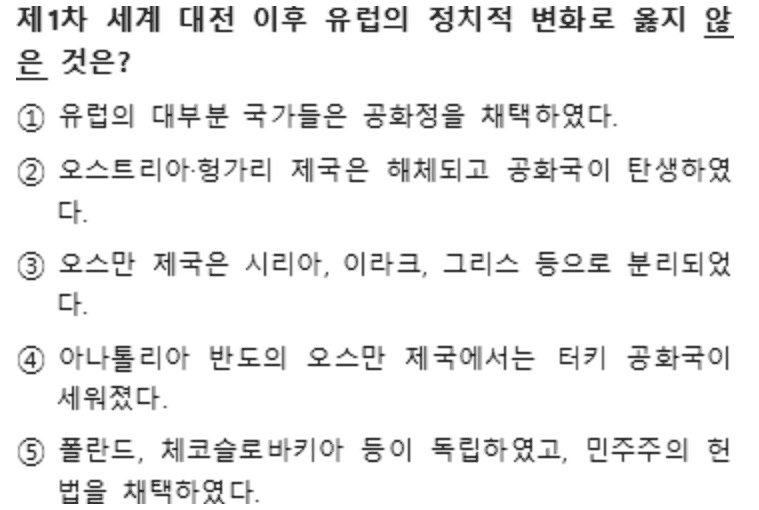 제1차 세계 대전 이후 유럽의 정치적 변화로 옳지 않
은 것은?
① 유럽의 대부분 국가들은 공화정을 채택하였다.
② 오스트리아·헝가리 제국은 해체되고 공화국이 탄생하였
다.
③ 오스만 제국은 시리아, 이라크, 그리스 등으로 분리되었
다.
④ 아나톨리아 반도의 오스만 제국에서는 터키 공화국이
세워졌다.
⑤ 폴란드, 체코슬로바키아 등이 독립하였고, 민주주의 헌
법을 채택하였다.